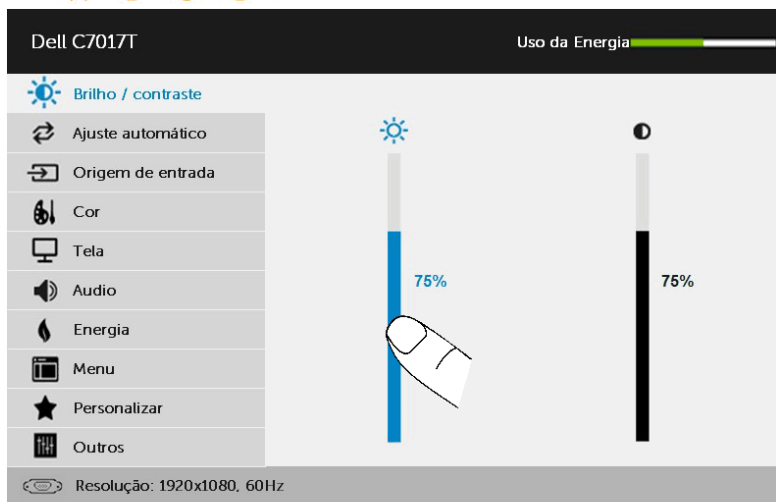 Dell C7017T
Uso da Energia
Brilho / contraste
Ajuste automático
Origem de entrada
Cor
Tela
Audio
Energia
Menu
Personalizar
Outros
75%
75%
Resolução: 1920x1080, 60Hz